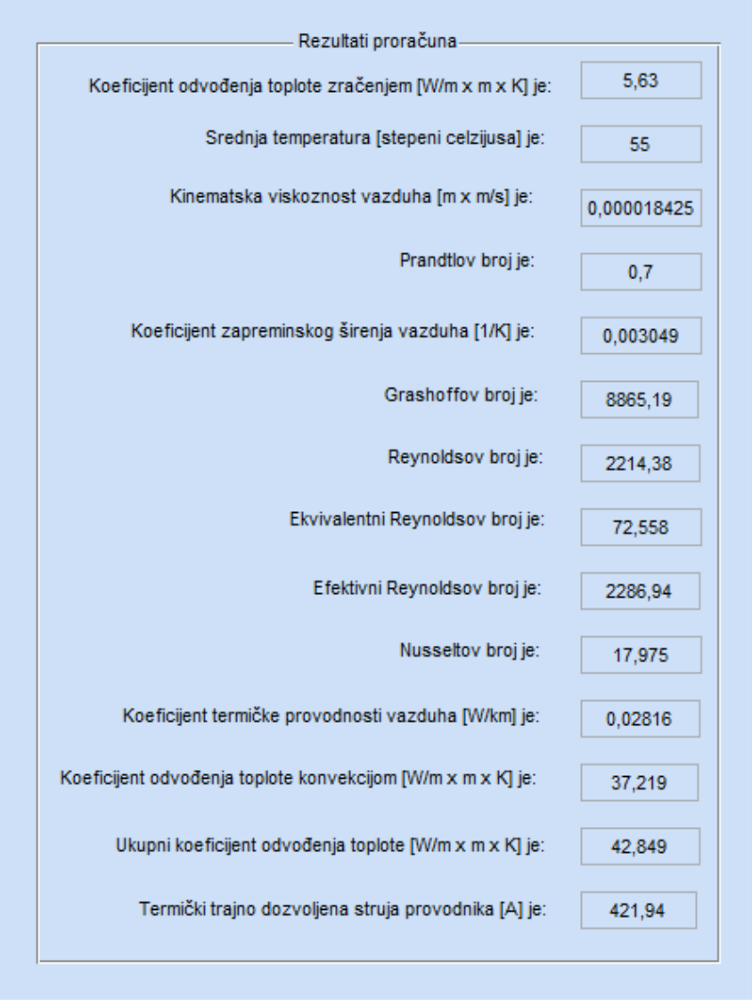 Rezultati proračuna
Koeficijent odvođenja toplote zračenjem [W/m x m x K] je: 5,63
Srednja temperatura [stepeni celzijusa] je: 55
Kinematska viskoznost vazduha [m x m/s] je: 0,000018425
Prandtlov broj je: 0,7
Koeficijent zapreminskog širenja vazduha [1/K] je: 0,003049
Grashoffov broj je: 8865,19
Reynoldsov broj je: 2214,38
Ekvivalentni Reynoldsov broj je: 72,558
Efektivni Reynoldsov broj je: 2286,94
Nusseltov broj je: 17,975
Koeficijent termičke provodnosti vazduha [W/km] je: 0,02816
Koeficijent odvođenja toplote konvekcijom [W/m x m x K] je: 37,219
Ukupni koeficijent odvođenja toplote [W/m x m x K] je: 42,849
Termički trajno dozvoljena struja provodnika [A] je: 421,94